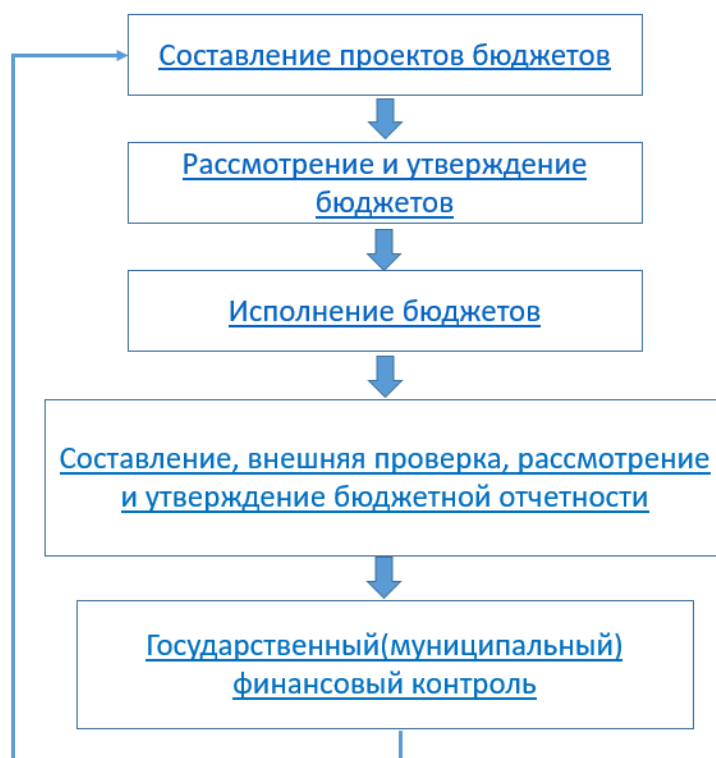 Составление проектов бюджетов
Рассмотрение и утверждение
бюджетов
Исполнение бюджетов
Составление, внешняя проверка, рассмотрение
и утверждение бюджетной отчетности
Государственный(муниципальный)
финансовый контроль